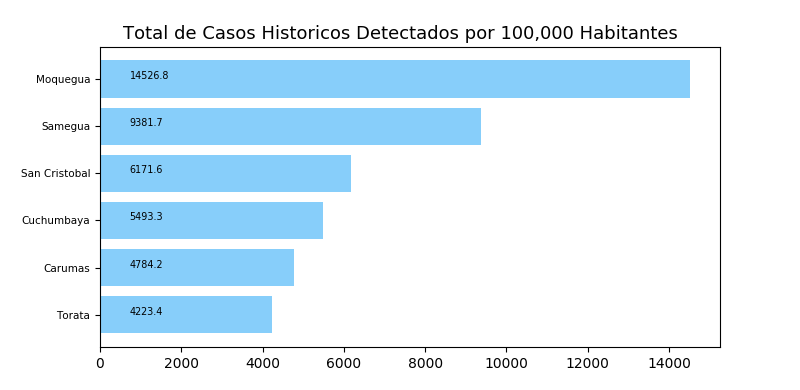 Total de Casos Historicos Detectados por 100,000 Habitantes
Moquegua 14526.8
Samegua 9381.7
San Cristobal 6171.6
Cuchumbaya 5493.3
Carumas 4784.2
Torata 4223.4
0 2000 4000 6000 8000 10000 12000 14000